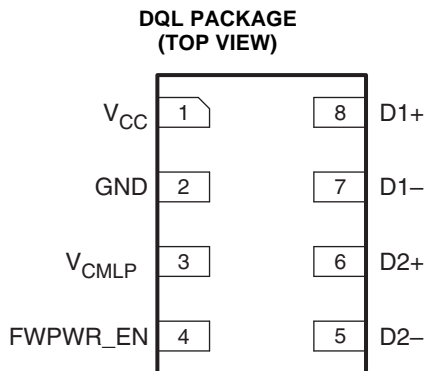 DQL PACKAGE
(TOP VIEW)
VCC 1 8 D1+
GND 2 7 D1–
VCMLP 3 6 D2+
FWPWR_EN 4 5 D2–